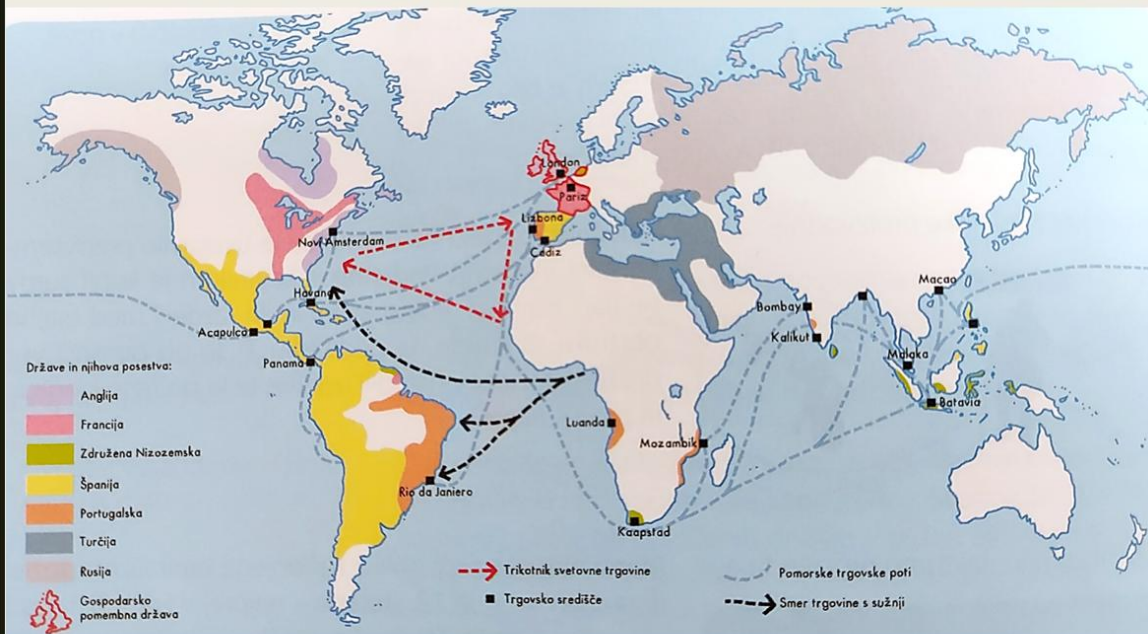 London
Pariz
Lizbona
Cadiz
Novi Amsterdam
Havana
Acapulco
Panama
Macao
Bombay
Kalikut
Malaka
Batavia
Luanda
Mozambik
Rio da Janiero
Kaapstad
Države in njihova posestva:
Anglija
Francija
Združena Nizozemska
Španija
Portugalska
Turčija
Rusija
Gospodarsko
pomembna država
Trikotnik svetovne trgovine
Trgovsko središče
Pomorske trgovske poti
Smer trgovine s sužnji